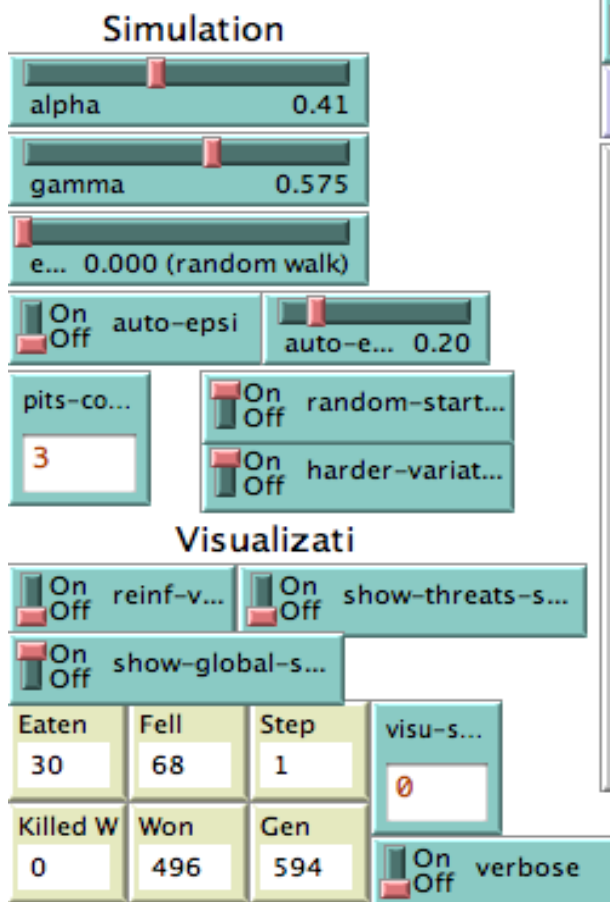 Simulation
alpha 0.41
gamma 0.575
e... 0.000 (random walk)
On
Off auto-epsi
auto-e... 0.20
pits-co...
3
On
Off random-start...
On
Off harder-variat...
Visualizati
On
Off reinf-v...
On
Off show-threats-s...
On
Off show-global-s...
Eaten Fell Step
30 68 1
visu-s...
0
Killed W Won Gen
0 496 594
On
Off verbose